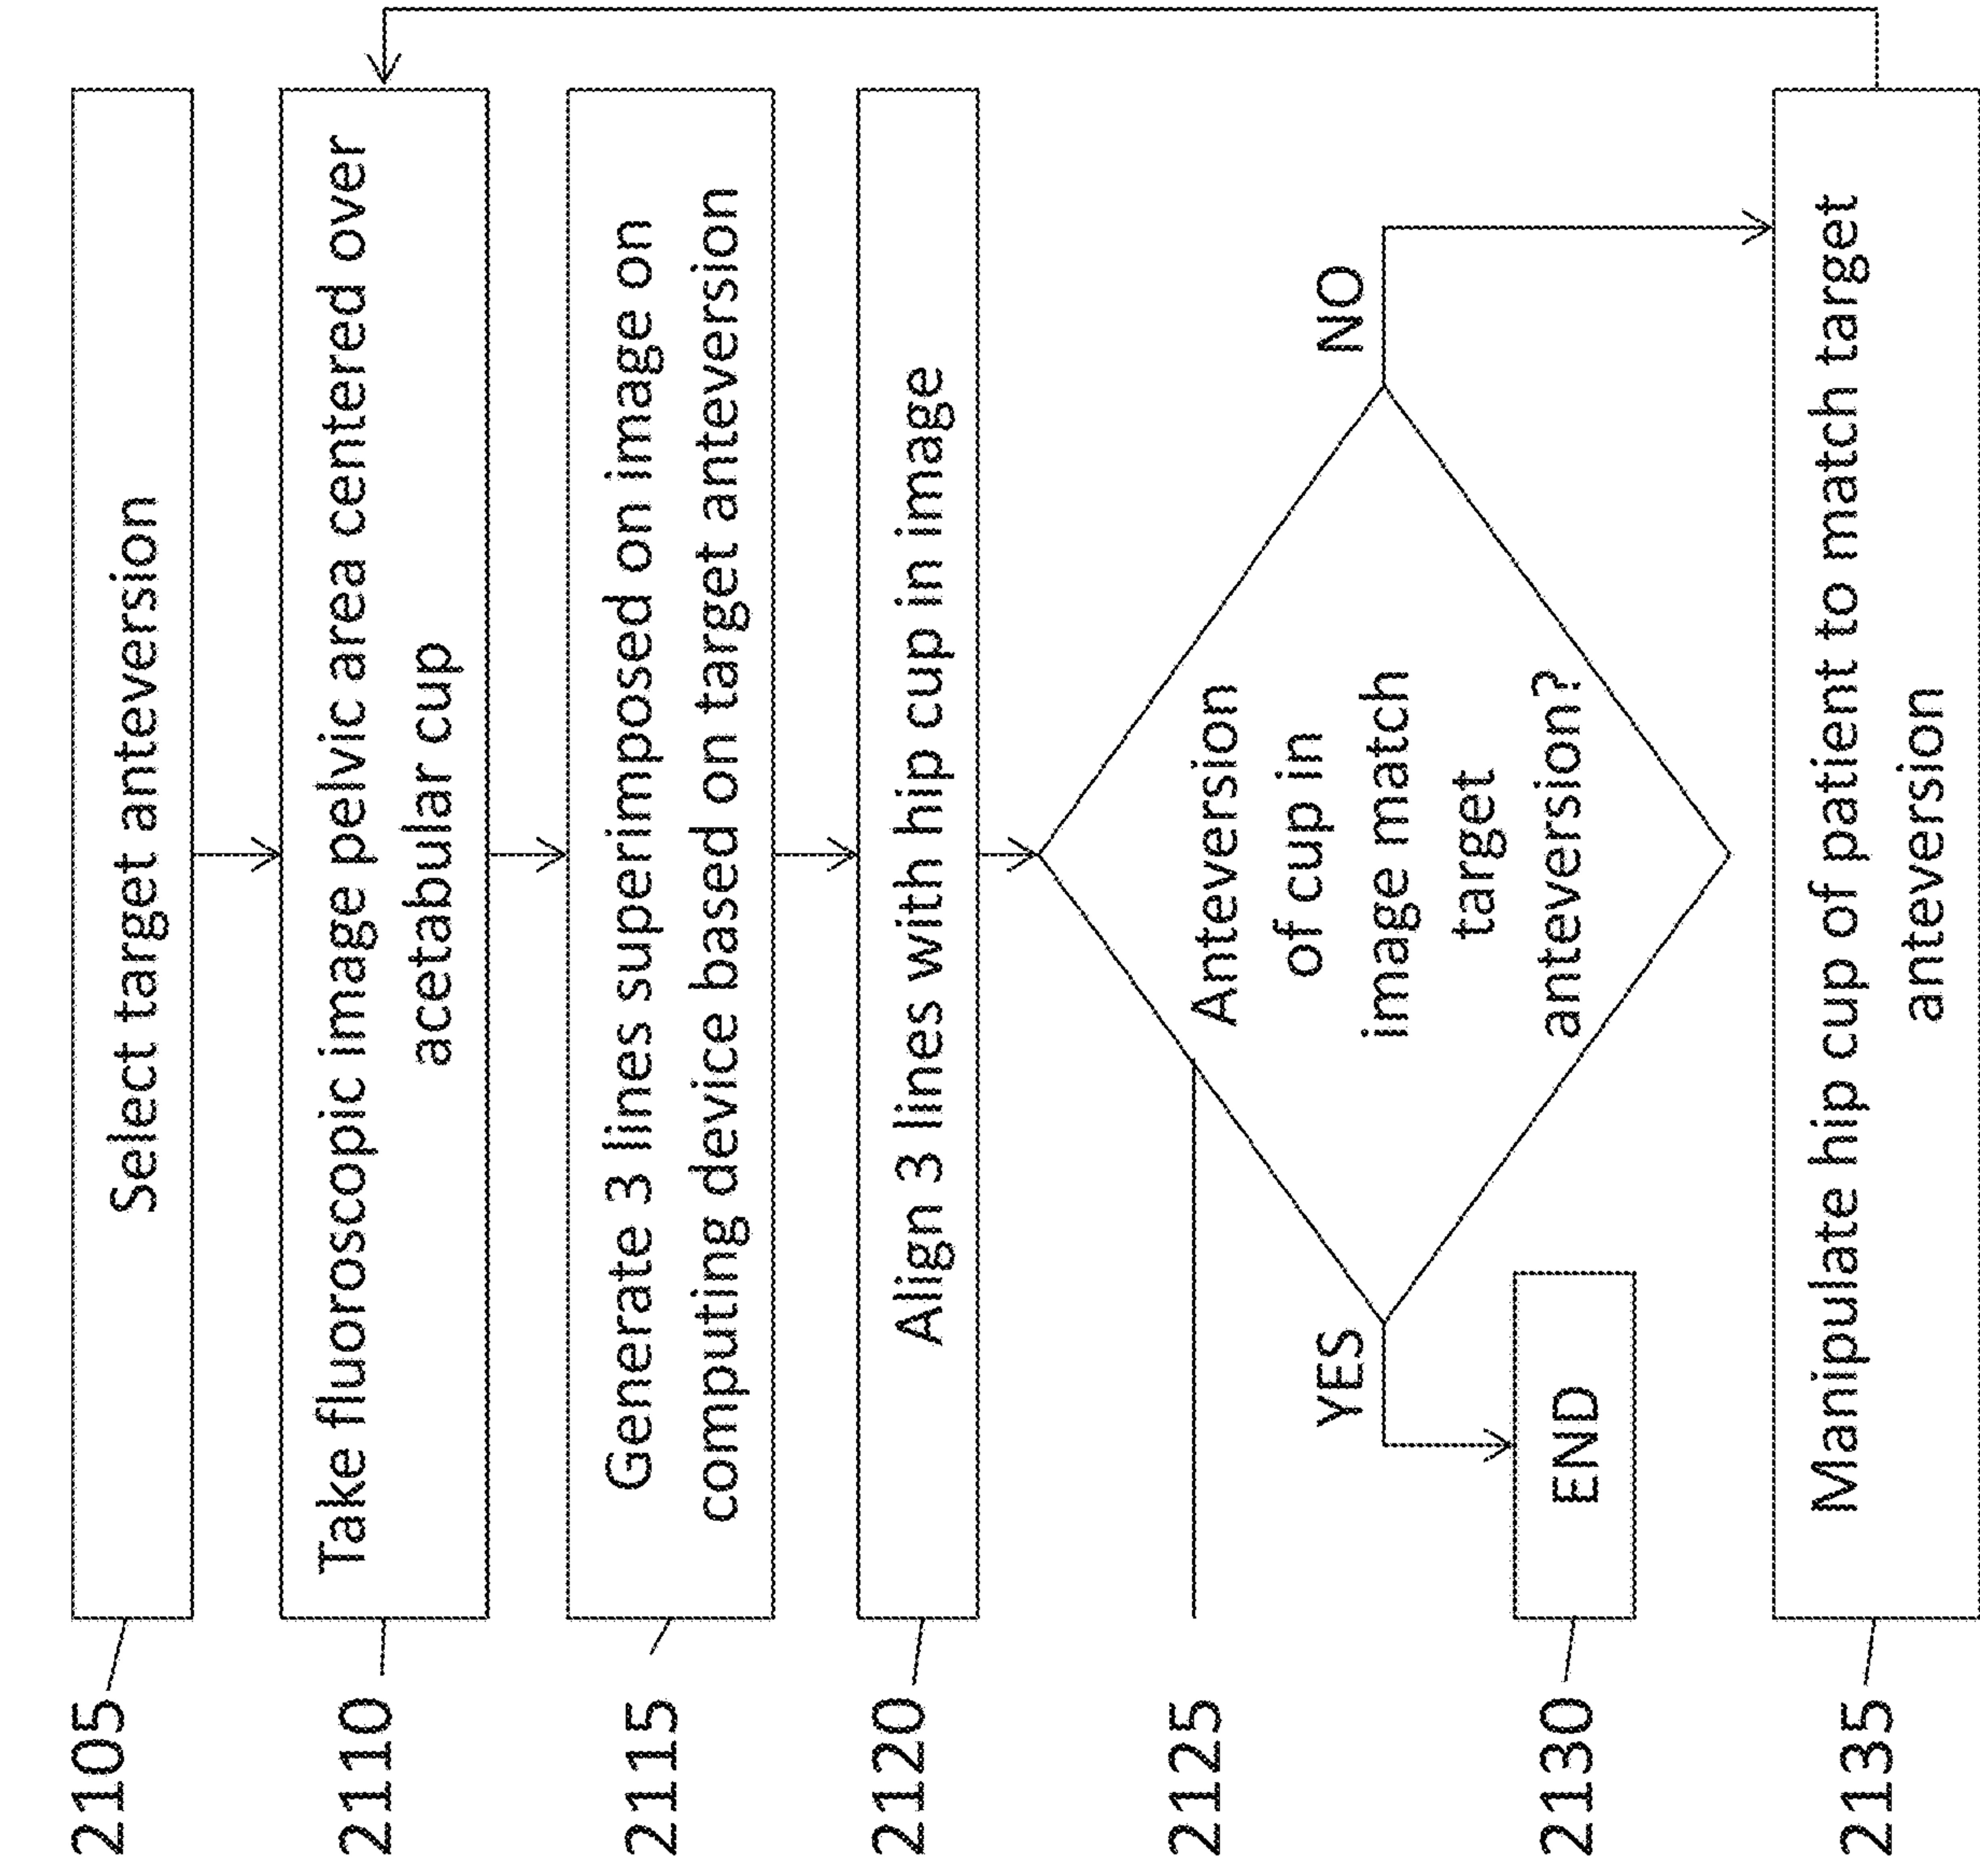 2105
Select target anteversion
2110
Take fluoroscopic image pelvic area centered over
acetabular cup
2115
Generate 3 lines superimposed on image on
computing device based on target anteversion
2120
Align 3 lines with hip cup in image
2125
Anteversion
of cup in
image match
target
anteversion?
YES
NO
2130
END
2135
Manipulate hip cup of patient to match target
anteversion